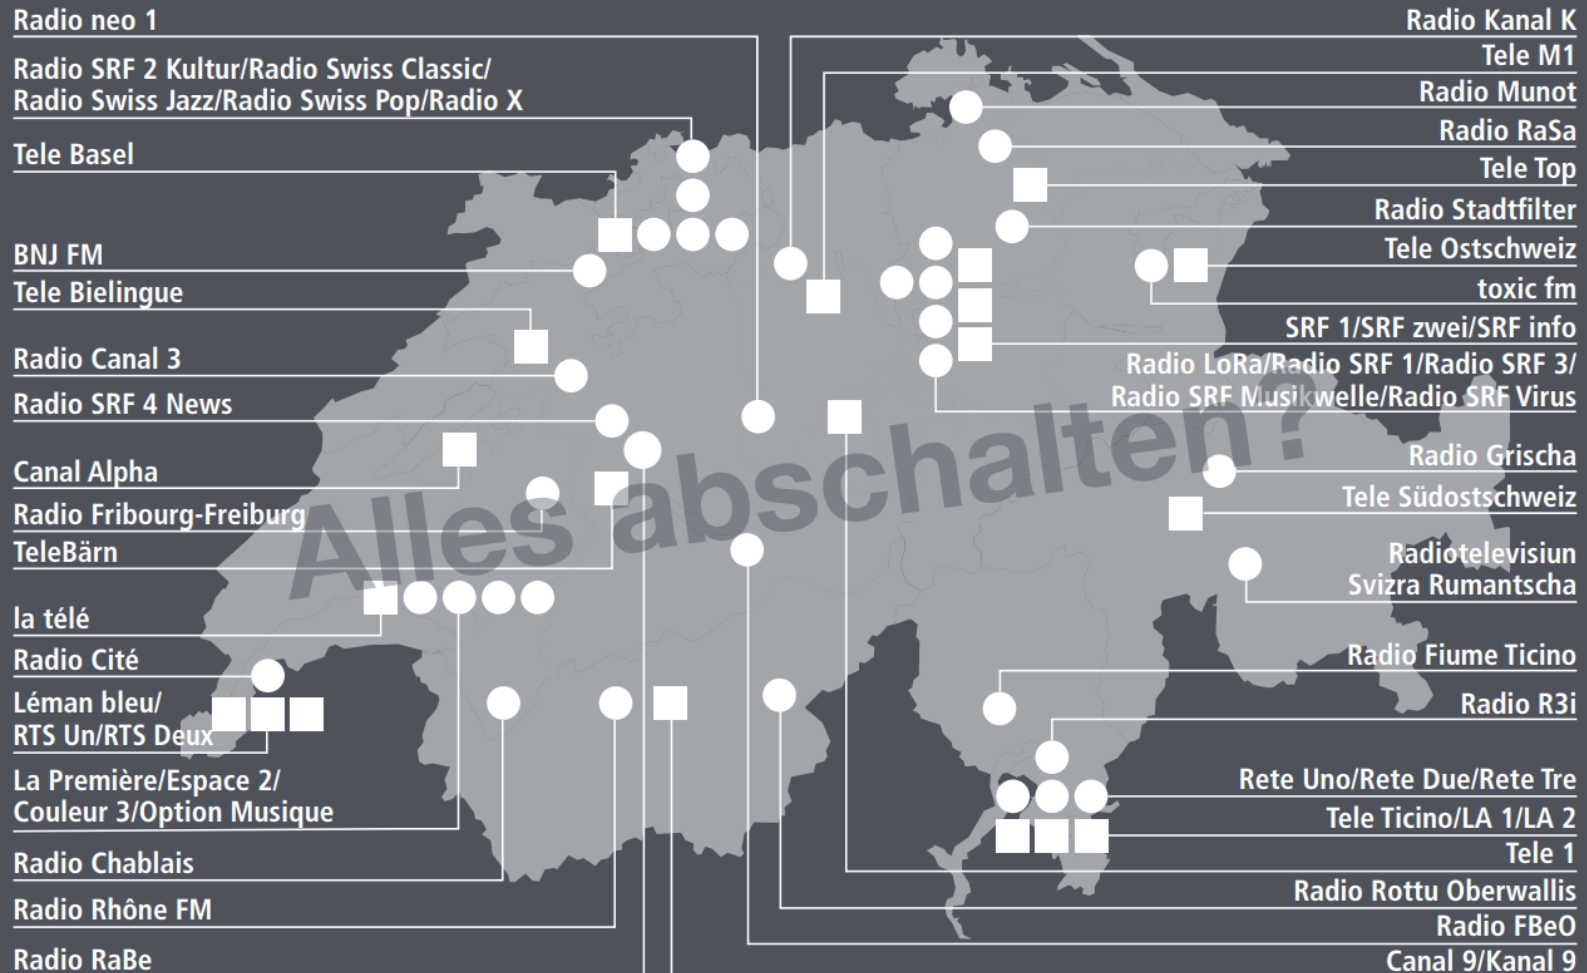 Radio neo 1
Radio SRF 2 Kultur/Radio Swiss Classic/
Radio Swiss Jazz/Radio Swiss Pop/Radio X
Tele Basel
BNJ FM
Tele Bielingue
Radio Canal 3
Radio SRF 4 News
Canal Alpha
Radio Fribourg-Freiburg
TeleBärn
la télé
Radio Cité
Léman bleu/
RTS Un/RTS Deux
La Première/Espace 2/
Couleur 3/Option Musique
Radio Chablais
Radio Rhône FM
Radio RaBe
Alles abschalten?
Radio Kanal K
Tele M1
Radio Munot
Radio RaSa
Tele Top
Radio Stadtfilter
Tele Ostschweiz
toxic fm
SRF 1/SRF zwei/SRF info
Radio LoRa/Radio SRF 1/Radio SRF 3/
Radio SRF Musikwelle/Radio SRF Virus
Radio Grischa
Tele Südostschweiz
Radiotelevisiun
Svizra Rumantscha
Radio Fiume Ticino
Radio R3i
Rete Uno/Rete Due/Rete Tre
Tele Ticino/LA 1/LA 2
Tele 1
Radio Rottu Oberwallis
Radio FBeO
Canal 9/Kanal 9